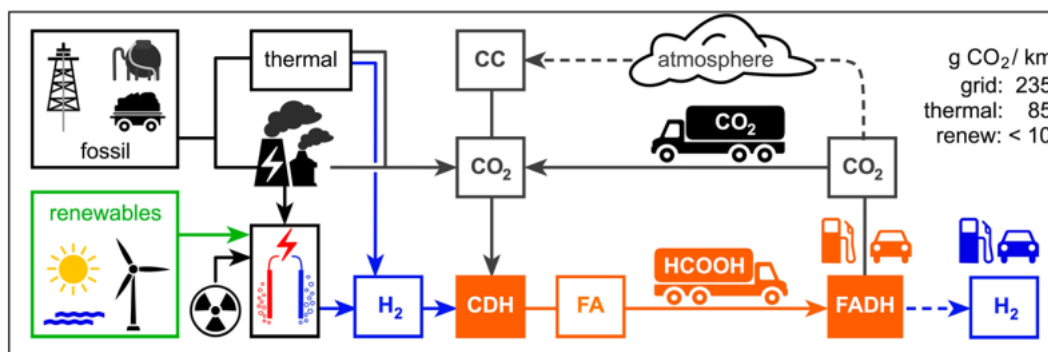 fossil
thermal
renewables
H₂
CC
CO₂
CDH
FA
atmosphere
CO₂
HCOOH
CO₂
FADH
H₂
g CO₂/ km
grid: 235
thermal: 85
renew: < 10